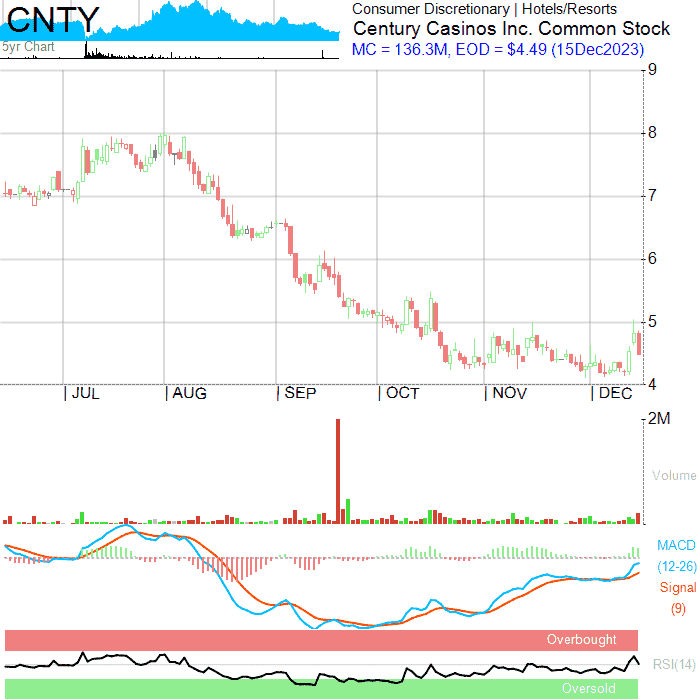 CNTY
5yr Chart
Consumer Discretionary | Hotels/Resorts
Century Casinos Inc. Common Stock
MC = 136.3M, EOD = $4.49 (15Dec2023)
9
8
7
6
5
4
JUL AUG SEP OCT NOV DEC
2M
Volume
MACD
(12-26)
Signal
(9)
Overbought
RSI(14)
Oversold